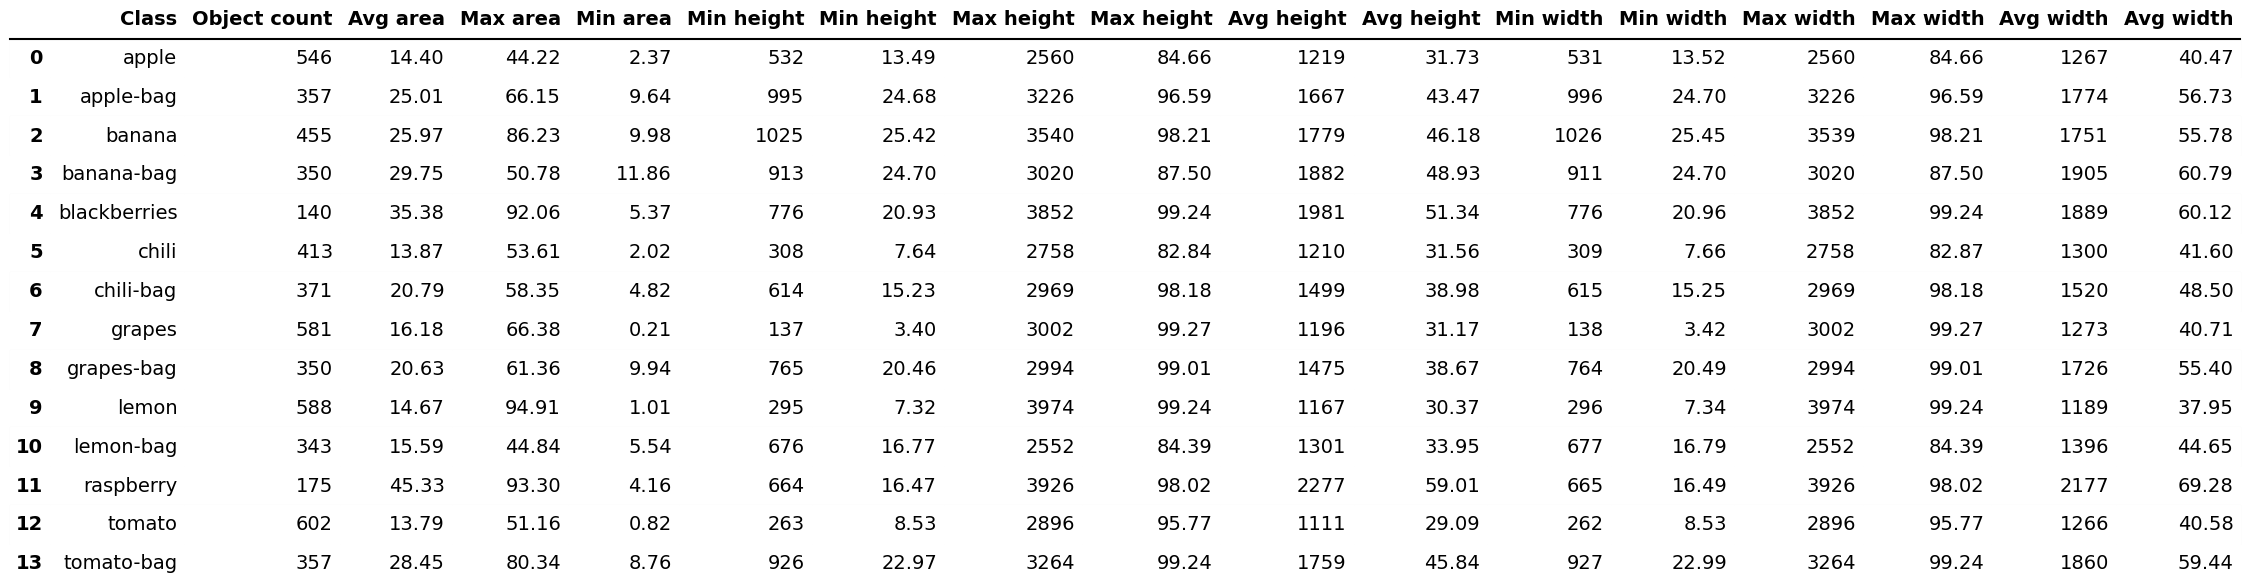 Class Object count Avg area Max area Min area Min height Min height Max height Max height Avg height Avg height Min width Min width Max width Max width Avg width Avg width
0 apple 546 14.40 44.22 2.37 532 13.49 2560 84.66 1219 31.73 531 13.52 2560 84.66 1267 40.47
1 apple-bag 357 25.01 66.15 9.64 995 24.68 3226 96.59 1667 43.47 996 24.70 3226 96.59 1774 56.73
2 banana 455 25.97 86.23 9.98 1025 25.42 3540 98.21 1779 46.18 1026 25.45 3539 98.21 1751 55.78
3 banana-bag 350 29.75 50.78 11.86 913 24.70 3020 87.50 1882 48.93 911 24.70 3020 87.50 1905 60.79
4 blackberries 140 35.38 92.06 5.37 776 20.93 3852 99.24 1981 51.34 776 20.96 3852 99.24 1889 60.12
5 chili 413 13.87 53.61 2.02 308 7.64 2758 82.84 1210 31.56 309 7.66 2758 82.87 1300 41.60
6 chili-bag 371 20.79 58.35 4.82 614 15.23 2969 98.18 1499 38.98 615 15.25 2969 98.18 1520 48.50
7 grapes 581 16.18 66.38 0.21 137 3.40 3002 99.27 1196 31.17 138 3.42 3002 99.27 1273 40.71
8 grapes-bag 350 20.63 61.36 9.94 765 20.46 2994 99.01 1475 38.67 764 20.49 2994 99.01 1726 55.40
9 lemon 588 14.67 94.91 1.01 295 7.32 3974 99.24 1167 30.37 296 7.34 3974 99.24 1189 37.95
10 lemon-bag 343 15.59 44.84 5.54 676 16.77 2552 84.39 1301 33.95 677 16.79 2552 84.39 1396 44.65
11 raspberry 175 45.33 93.30 4.16 664 16.47 3926 98.02 2277 59.01 665 16.49 3926 98.02 2177 69.28
12 tomato 602 13.79 51.16 0.82 263 8.53 2896 95.77 1111 29.09 262 8.53 2896 95.77 1266 40.58
13 tomato-bag 357 28.45 80.34 8.76 926 22.97 3264 99.24 1759 45.84 927 22.99 3264 99.24 1860 59.44